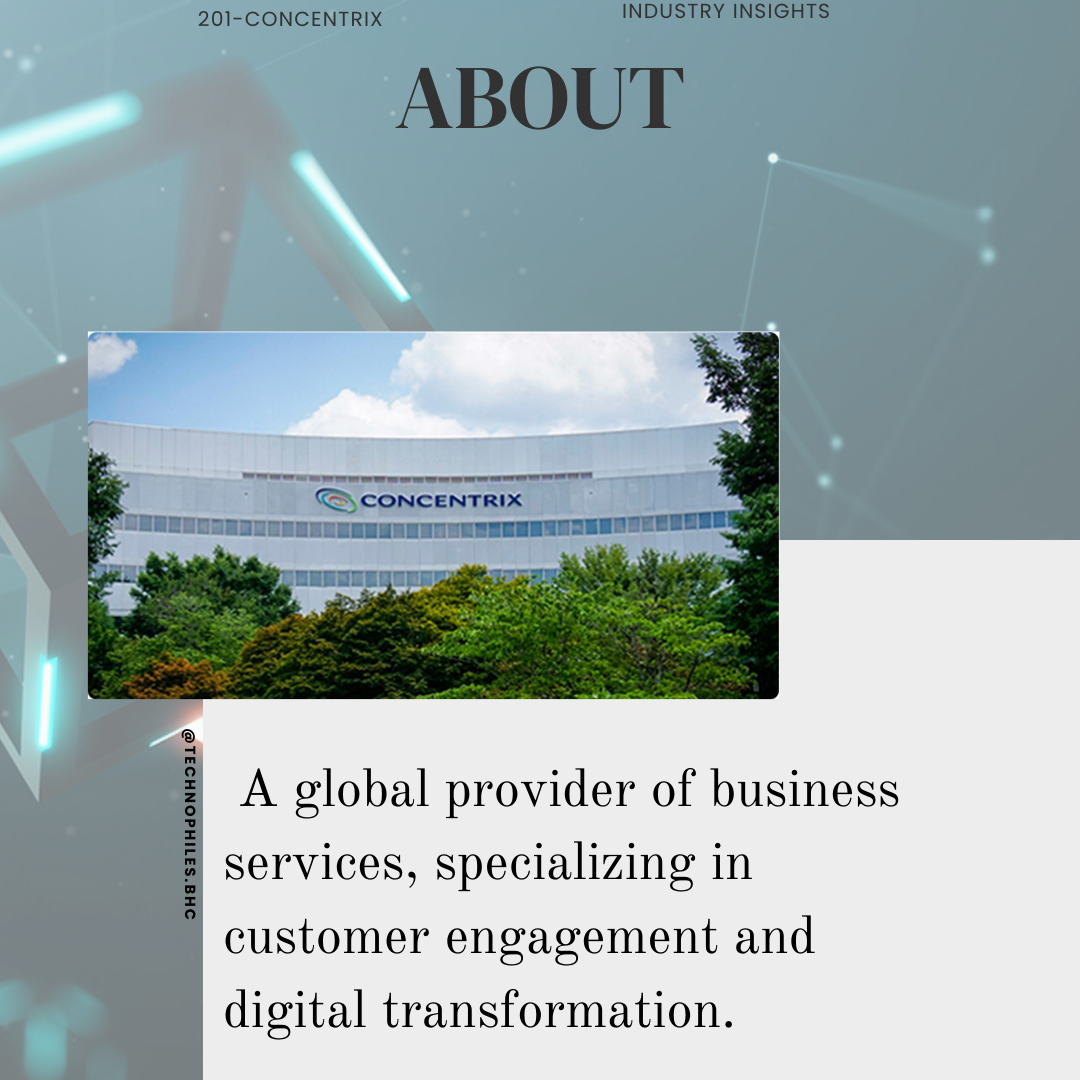 201-CONCENTRIX
INDUSTRY INSIGHTS
ABOUT
CONCENTRIX
@TECHNOPHILES.BHC
A global provider of business
services, specializing in
customer engagement and
digital transformation.